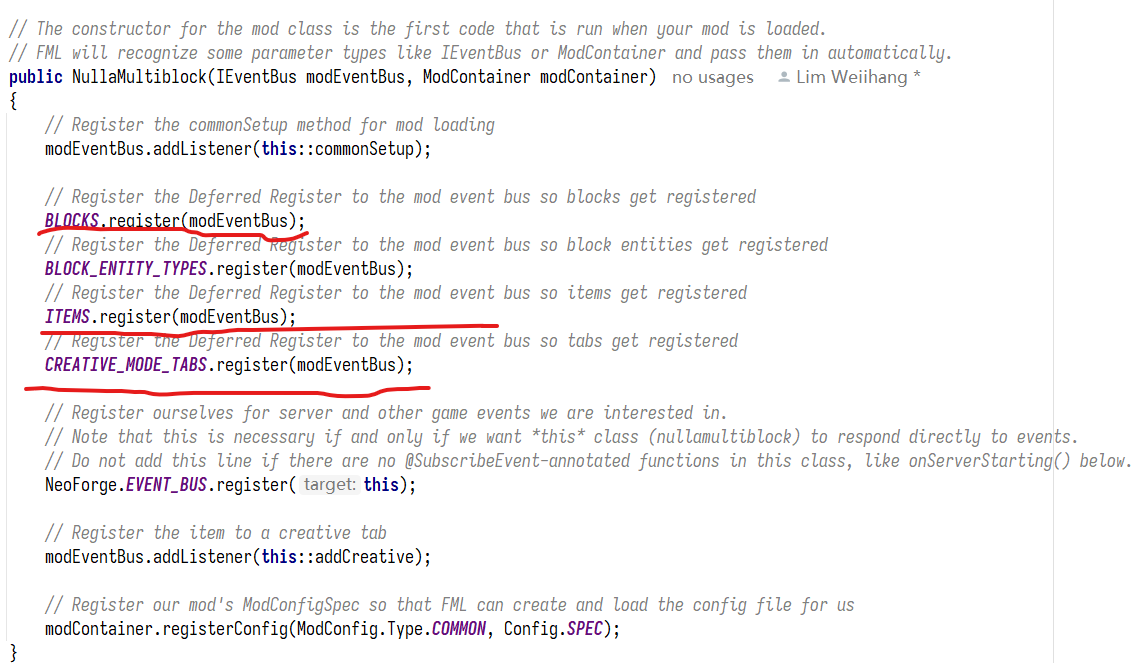 // The constructor for the mod class is the first code that is run when your mod is loaded.
// FML will recognize some parameter types like IEventBus or ModContainer and pass them in automatically.
public NullaMultiblock(IEventBus modEventBus, ModContainer modContainer) no usages Lim Weiihang *
{
// Register the commonSetup method for mod loading
modEventBus.addListener(this::commonSetup);
// Register the Deferred Register to the mod event bus so blocks get registered
BLOCKS.register(modEventBus);
// Register the Deferred Register to the mod event bus so block entities get registered
BLOCK_ENTITY_TYPES.register(modEventBus);
// Register the Deferred Register to the mod event bus so items get registered
ITEMS.register(modEventBus);
// Register the Deferred Register to the mod event bus so tabs get registered
CREATIVE_MODE_TABS.register(modEventBus);
// Register ourselves for server and other game events we are interested in.
// Note that this is necessary if and only if we want *this* class (nullamultiblock) to respond directly to events.
// Do not add this line if there are no @SubscribeEvent-annotated functions in this class, like onServerStarting() below.
NeoForge.EVENT_BUS.register( target: this);
// Register the item to a creative tab
modEventBus.addListener(this::addCreative);
// Register our mod's ModConfigSpec so that FML can create and load the config file for us
modContainer.registerConfig(ModConfig.Type.COMMON, Config.SPEC);
}